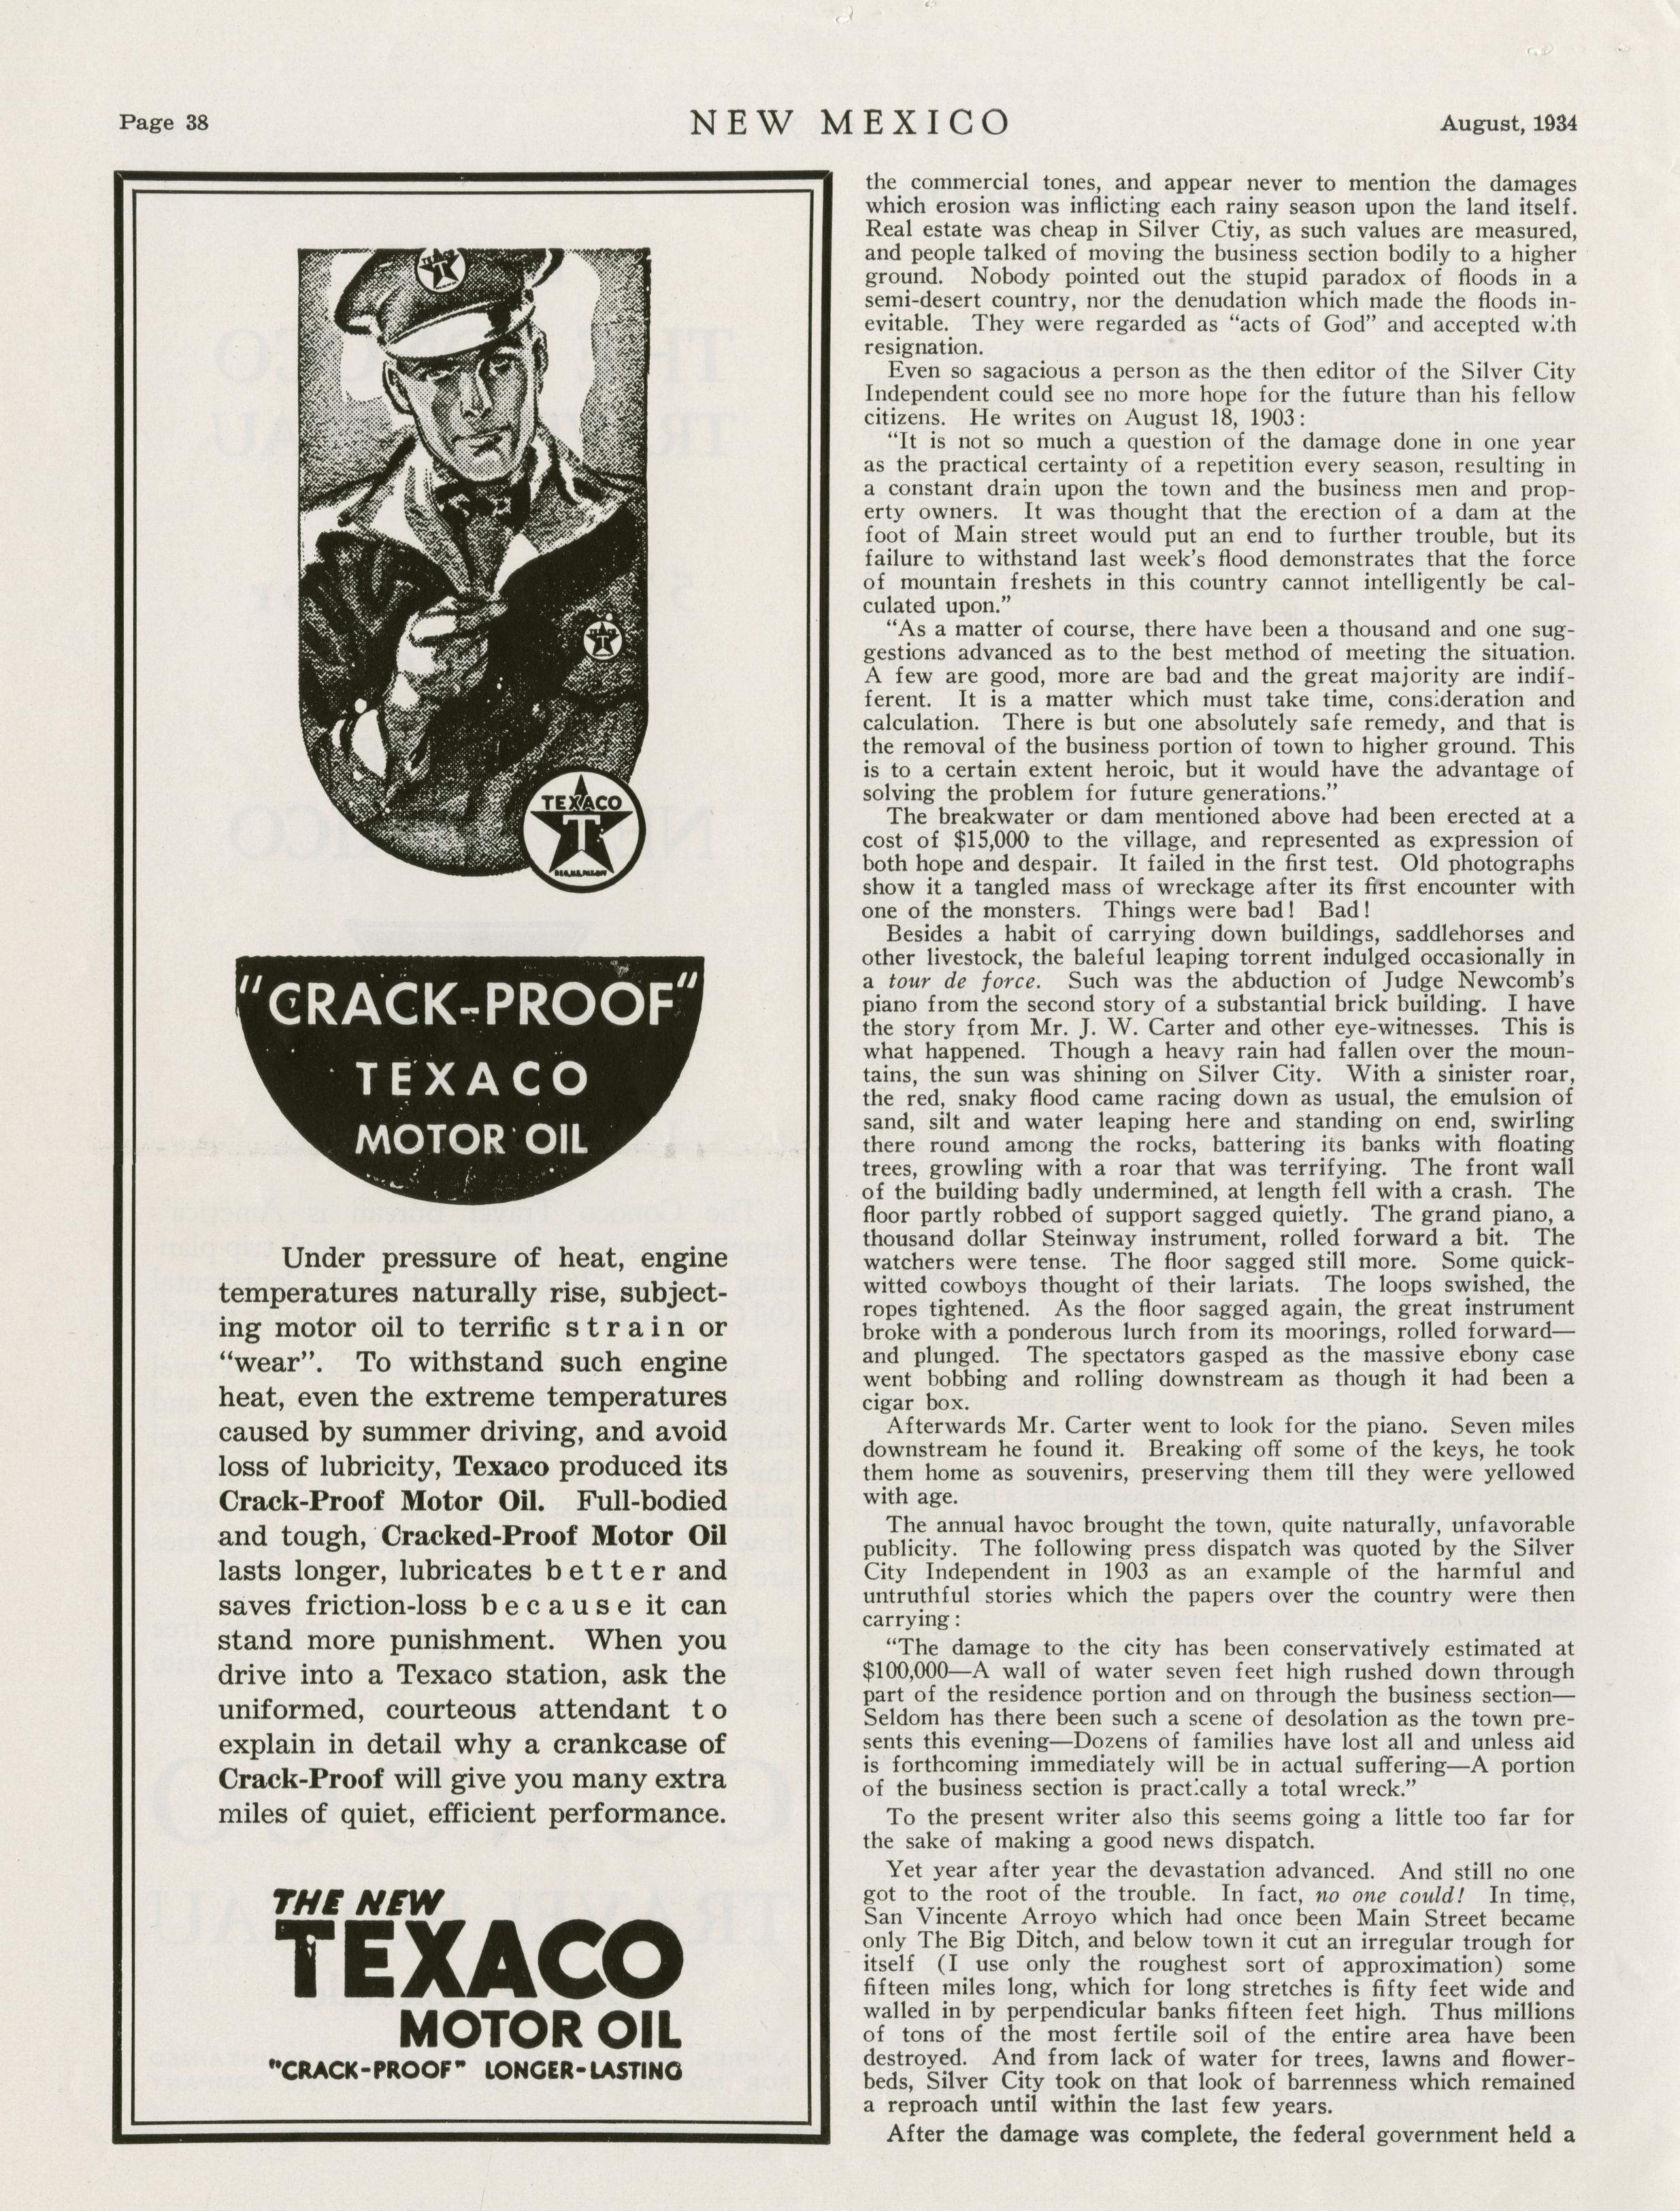 Page 38
NEW MEXICO
August, 1934
TEXACO
T
TEXACO
T
TEXACO
T
"CRACK-PROOF"
TEXACO
MOTOR OIL
Under pressure of heat, engine
temperatures naturally rise, subject-
ing motor oil to terrific strain or
“wear”. To withstand such engine
heat, even the extreme temperatures
caused by summer driving, and avoid
loss of lubricity, Texaco produced its
Crack-Proof Motor Oil. Full-bodied
and tough, Cracked-Proof Motor Oil
lasts longer, lubricates better and
saves friction-loss because it can
stand more punishment. When you
drive into a Texaco station, ask the
uniformed, courteous attendant to
explain in detail why a crankcase of
Crack-Proof will give you many extra
miles of quiet, efficient performance.
THE NEW
TEXACO
MOTOR OIL
"CRACK-PROOF" LONGER-LASTING
the commercial tones, and appear never to mention the damages
which erosion was inflicting each rainy season upon the land itself.
Real estate was cheap in Silver Ctiy, as such values are measured,
and people talked of moving the business section bodily to a higher
ground. Nobody pointed out the stupid paradox of floods in a
semi-desert country, nor the denudation which made the floods in-
evitable. They were regarded as “acts of God” and accepted with
resignation.
Even so sagacious a person as the then editor of the Silver City
Independent could see no more hope for the future than his fellow
citizens. He writes on August 18, 1903:
“It is not so much a question of the damage done in one year
as the practical certainty of a repetition every season, resulting in
a constant drain upon the town and the business men and prop-
erty owners. It was thought that the erection of a dam at the
foot of Main street would put an end to further trouble, but its
failure to withstand last week’s flood demonstrates that the force
of mountain freshets in this country cannot intelligently be cal-
culated upon.”
“As a matter of course, there have been a thousand and one sug-
gestions advanced as to the best method of meeting the situation.
A few are good, more are bad and the great majority are indif-
ferent. It is a matter which must take time, consideration and
calculation. There is but one absolutely safe remedy, and that is
the removal of the business portion of town to higher ground. This
is to a certain extent heroic, but it would have the advantage of
solving the problem for future generations.”
The breakwater or dam mentioned above had been erected at a
cost of $15,000 to the village, and represented as expression of
both hope and despair. It failed in the first test. Old photographs
show it a tangled mass of wreckage after its first encounter with
one of the monsters. Things were bad! Bad!
Besides a habit of carrying down buildings, saddlehorses and
other livestock, the baleful leaping torrent indulged occasionally in
a tour de force. Such was the abduction of Judge Newcomb’s
piano from the second story of a substantial brick building. I have
the story from Mr. J. W. Carter and other eye-witnesses. This is
what happened. Though a heavy rain had fallen over the moun-
tains, the sun was shining on Silver City. With a sinister roar,
the red, snaky flood came racing down as usual, the emulsion of
sand, silt and water leaping here and standing on end, swirling
there round among the rocks, battering its banks with floating
trees, growling with a roar that was terrifying. The front wall
of the building badly undermined, at length fell with a crash. The
floor partly robbed of support sagged quietly. The grand piano, a
thousand dollar Steinway instrument, rolled forward a bit. The
watchers were tense. The floor sagged still more. Some quick-
witted cowboys thought of their lariats. The loops swished, the
ropes tightened. As the floor sagged again, the great instrument
broke with a ponderous lurch from its moorings, rolled forward—
and plunged. The spectators gasped as the massive ebony case
went bobbing and rolling downstream as though it had been a
cigar box.
Afterwards Mr. Carter went to look for the piano. Seven miles
downstream he found it. Breaking off some of the keys, he took
them home as souvenirs, preserving them till they were yellowed
with age.
The annual havoc brought the town, quite naturally, unfavorable
publicity. The following press dispatch was quoted by the Silver
City Independent in 1903 as an example of the harmful and
untruthful stories which the papers over the country were then
carrying:
“The damage to the city has been conservatively estimated at
$100,000—A wall of water seven feet high rushed down through
part of the residence portion and on through the business section—
Seldom has there been such a scene of desolation as the town pre-
sents this evening—Dozens of families have lost all and unless aid
is forthcoming immediately will be in actual suffering—A portion
of the business section is practically a total wreck.”
To the present writer also this seems going a little too far for
the sake of making a good news dispatch.
Yet year after year the devastation advanced. And still no one
got to the root of the trouble. In fact, no one could! In time,
San Vincente Arroyo which had once been Main Street became
only The Big Ditch, and below town it cut an irregular trough for
itself (I use only the roughest sort of approximation) some
fifteen miles long, which for long stretches is fifty feet wide and
walled in by perpendicular banks fifteen feet high. Thus millions
of tons of the most fertile soil of the entire area have been
destroyed. And from lack of water for trees, lawns and flower-
beds, Silver City took on that look of barrenness which remained
a reproach until within the last few years.
After the damage was complete, the federal government held a